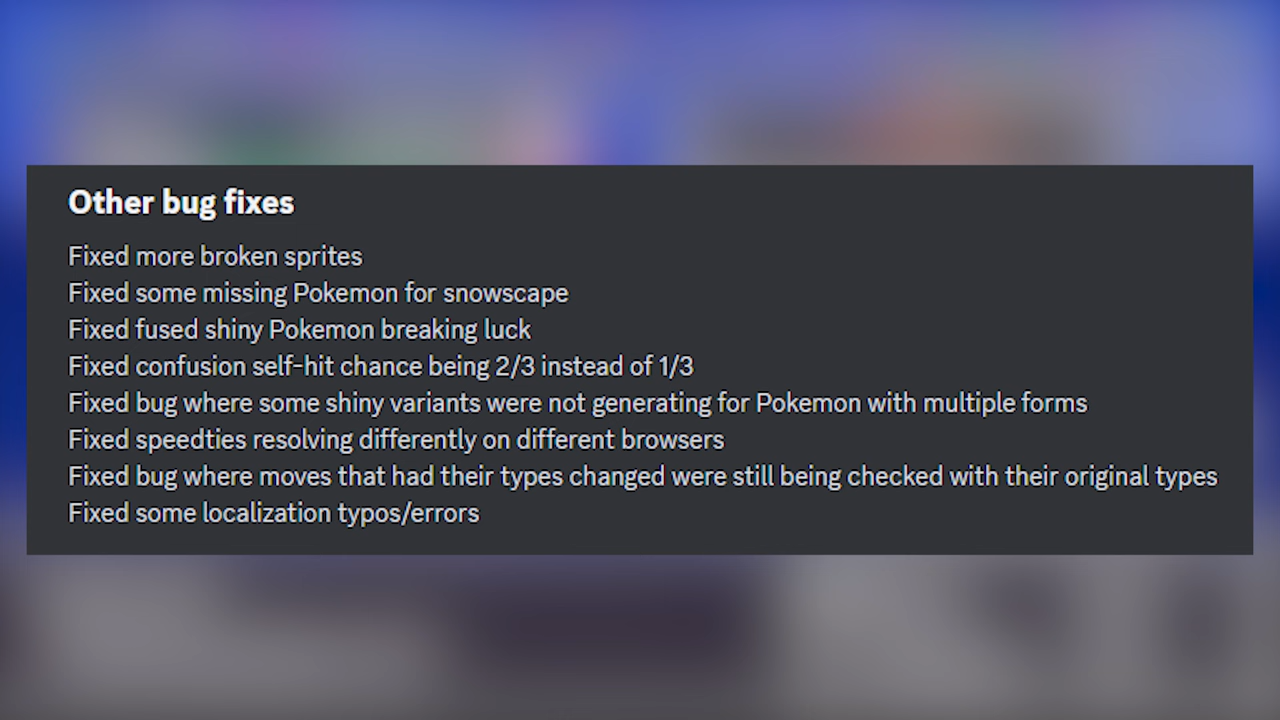 Other bug fixes
Fixed more broken sprites
Fixed some missing Pokemon for snowscape
Fixed fused shiny Pokemon breaking luck
Fixed confusion self-hit chance being 2/3 instead of 1/3
Fixed bug where some shiny variants were not generating for Pokemon with multiple forms
Fixed speedties resolving differently on different browsers
Fixed bug where moves that had their types changed were still being checked with their original types
Fixed some localization typos/errors